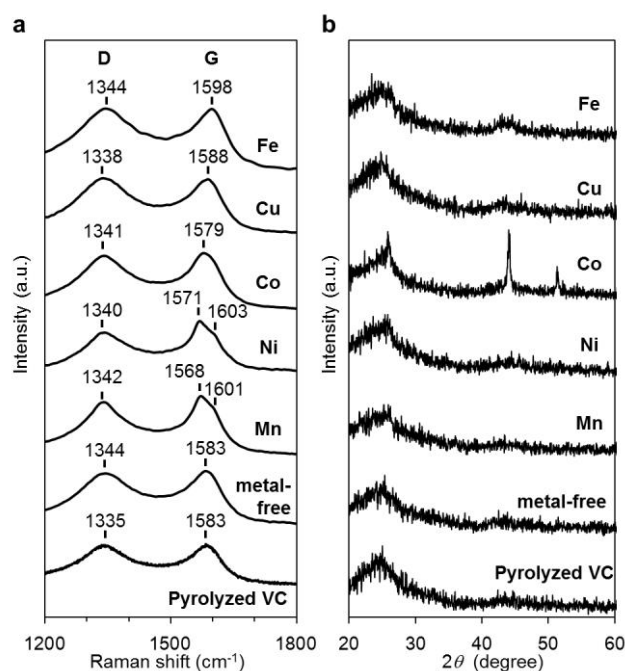 a
D
G
1344
1598
Fe
1338
1588
Cu
1341
1579
Co
1340
1571
1603
Ni
1342
1568
1601
Mn
1344
1583
metal-
free
1335
1583
Pyrolyzed VC
Intensity (a.u.)
1200
1400
1600
1800
Raman shift (cm⁻¹)
b
Fe
Cu
Co
Ni
Mn
metal-free
Pyrolyzed VC
Intensity (a.u.)
20
30
40
50
60
2θ (degree)